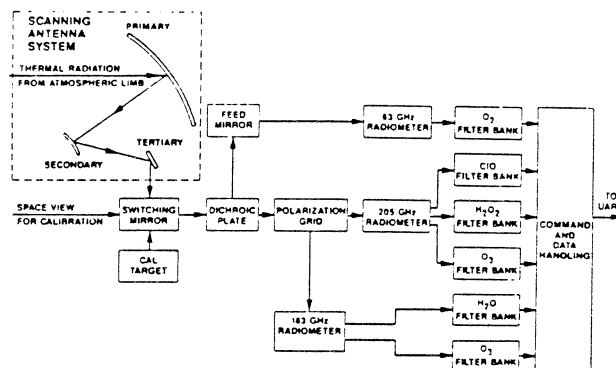 SCANNING
ANTENNA
SYSTEM
PRIMARY
THERMAL RADIATION
FROM ATMOSPHERIC LIMB
SECONDARY
TERTIARY
FEED
MIRROR
63 GHz
RADIOMETER
O2
FILTER BANK
ClO
FILTER BANK
SPACE VIEW
FOR CALIBRATION
SWITCHING
MIRROR
DICHROIC
PLATE
POLARIZATION
GRID
205 GHz
RADIOMETER
H2O2
FILTER BANK
COMMAND
AND
DATA
HANDLING
TO
UARS
CAL
TARGET
O3
FILTER BANK
183 GHz
RADIOMETER
H2O
FILTER BANK
O3
FILTER BANK